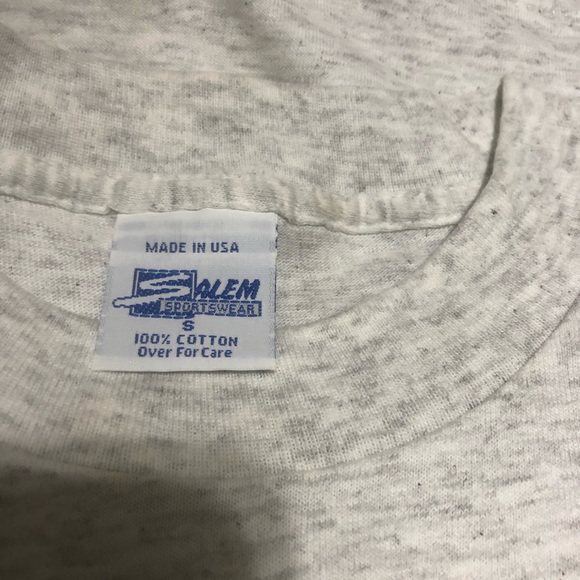 MADE IN USA
SALEM
SPORTSWEAR
S
100% COTTON
Over For Care